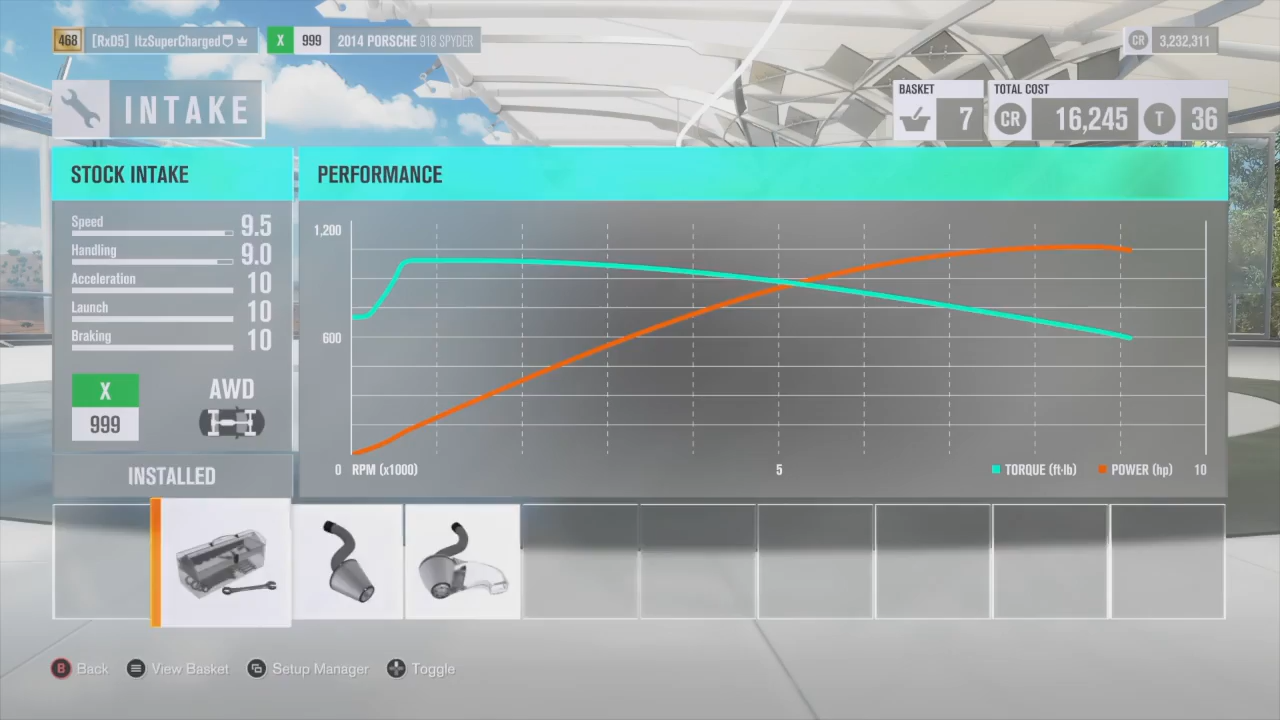 468 [RxD5] ItzSuperCharged X 999 2014 PORSCHE 918 SPYDER CR 3,232,311
INTAKE
BASKET TOTAL COST
7 CR 16,245 T 36
STOCK INTAKE PERFORMANCE
Speed 9.5
Handling 9.0
Acceleration 10
Launch 10
Braking 10
X AWD
999
INSTALLED
1,200
600
0 RPM (x1000) 5 TORQUE (ft-lb) POWER (hp) 10
B Back View Basket Setup Manager Toggle